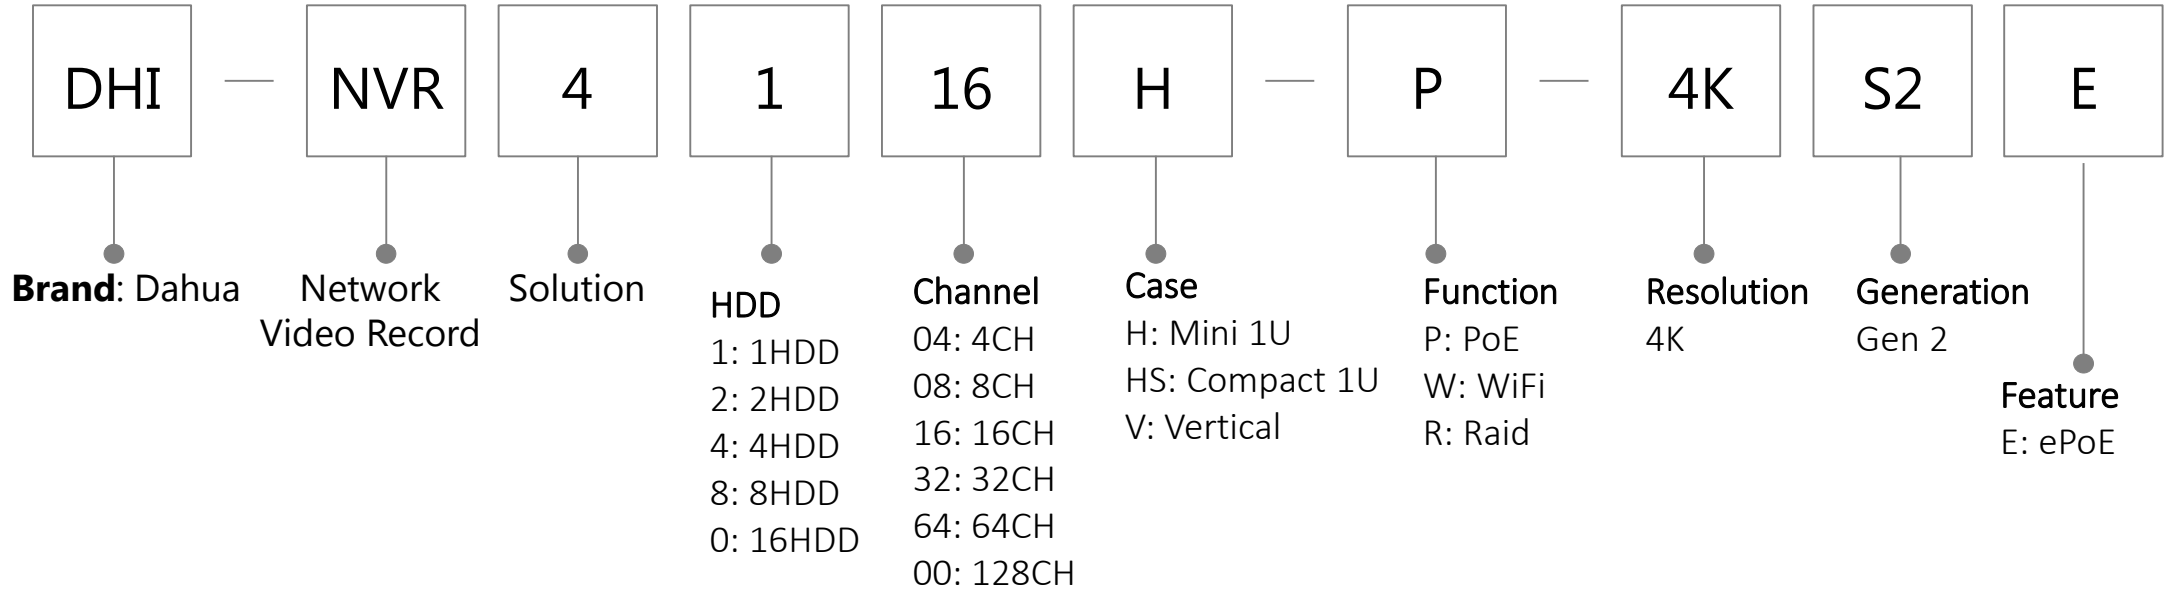 DHI — NVR 4 1 16 H — P — 4K S2 E
Brand: Dahua
Network
Video Record
Solution
HDD
1: 1HDD
2: 2HDD
4: 4HDD
8: 8HDD
0: 16HDD
Channel
04: 4CH
08: 8CH
16: 16CH
32: 32CH
64: 64CH
00: 128CH
Case
H: Mini 1U
HS: Compact 1U
V: Vertical
Function
P: PoE
W: WiFi
R: Raid
Resolution
4K
Generation
Gen 2
Feature
E: ePoE